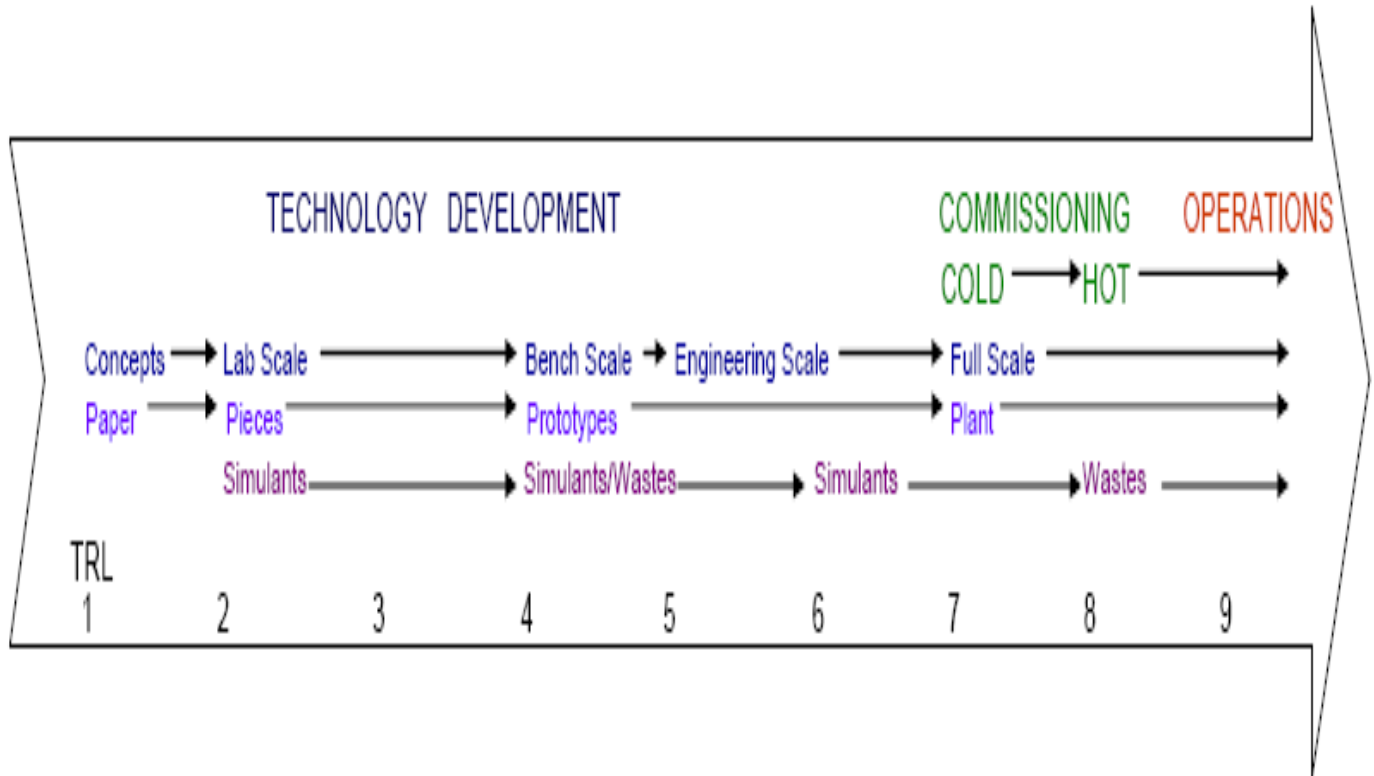 TECHNOLOGY DEVELOPMENT COMMISSIONING OPERATIONS
COLD HOT
Concepts Lab Scale Bench Scale Engineering Scale Full Scale
Paper Pieces Prototypes Plant
Simulants Simulants/Wastes Simulants Wastes
TRL
1 2 3 4 5 6 7 8 9